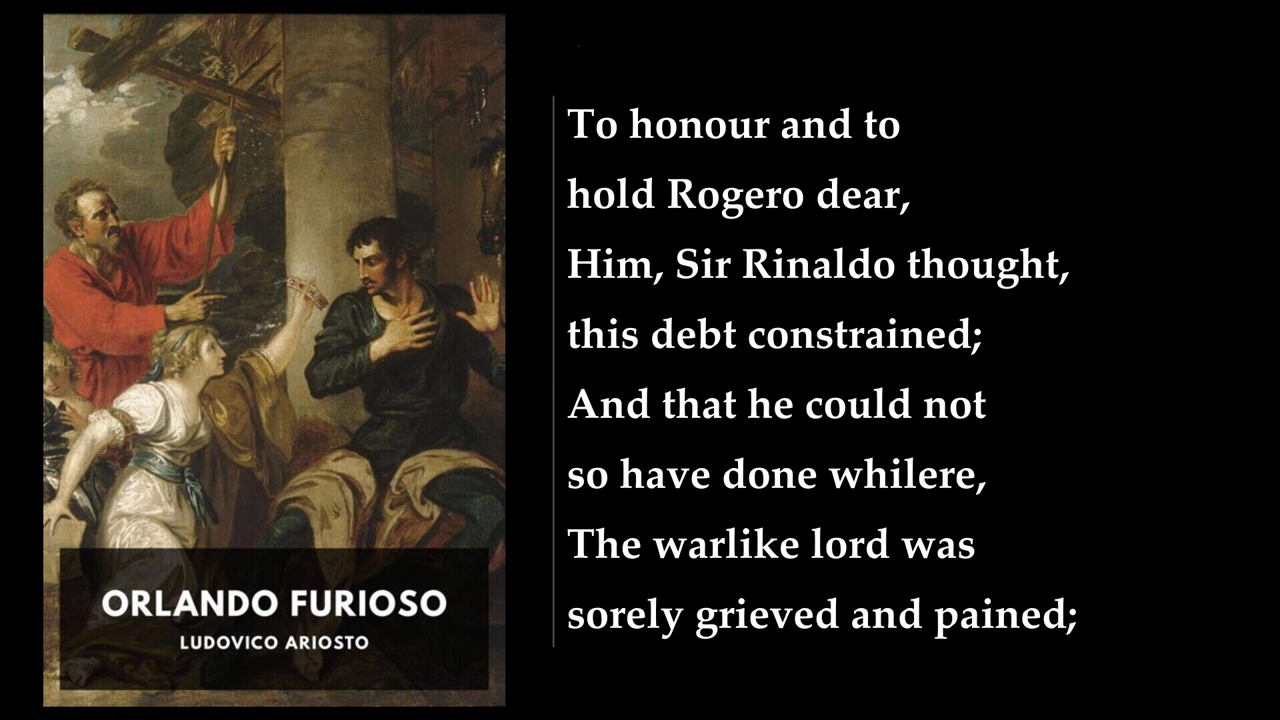 ORLANDO FURIOSO
LUDOVICO ARIOSTO
To honour and to
hold Rogero dear,
Him, Sir Rinaldo thought,
this debt constrained;
And that he could not
so have done whilere,
The warlike lord was
sorely grieved and pained;